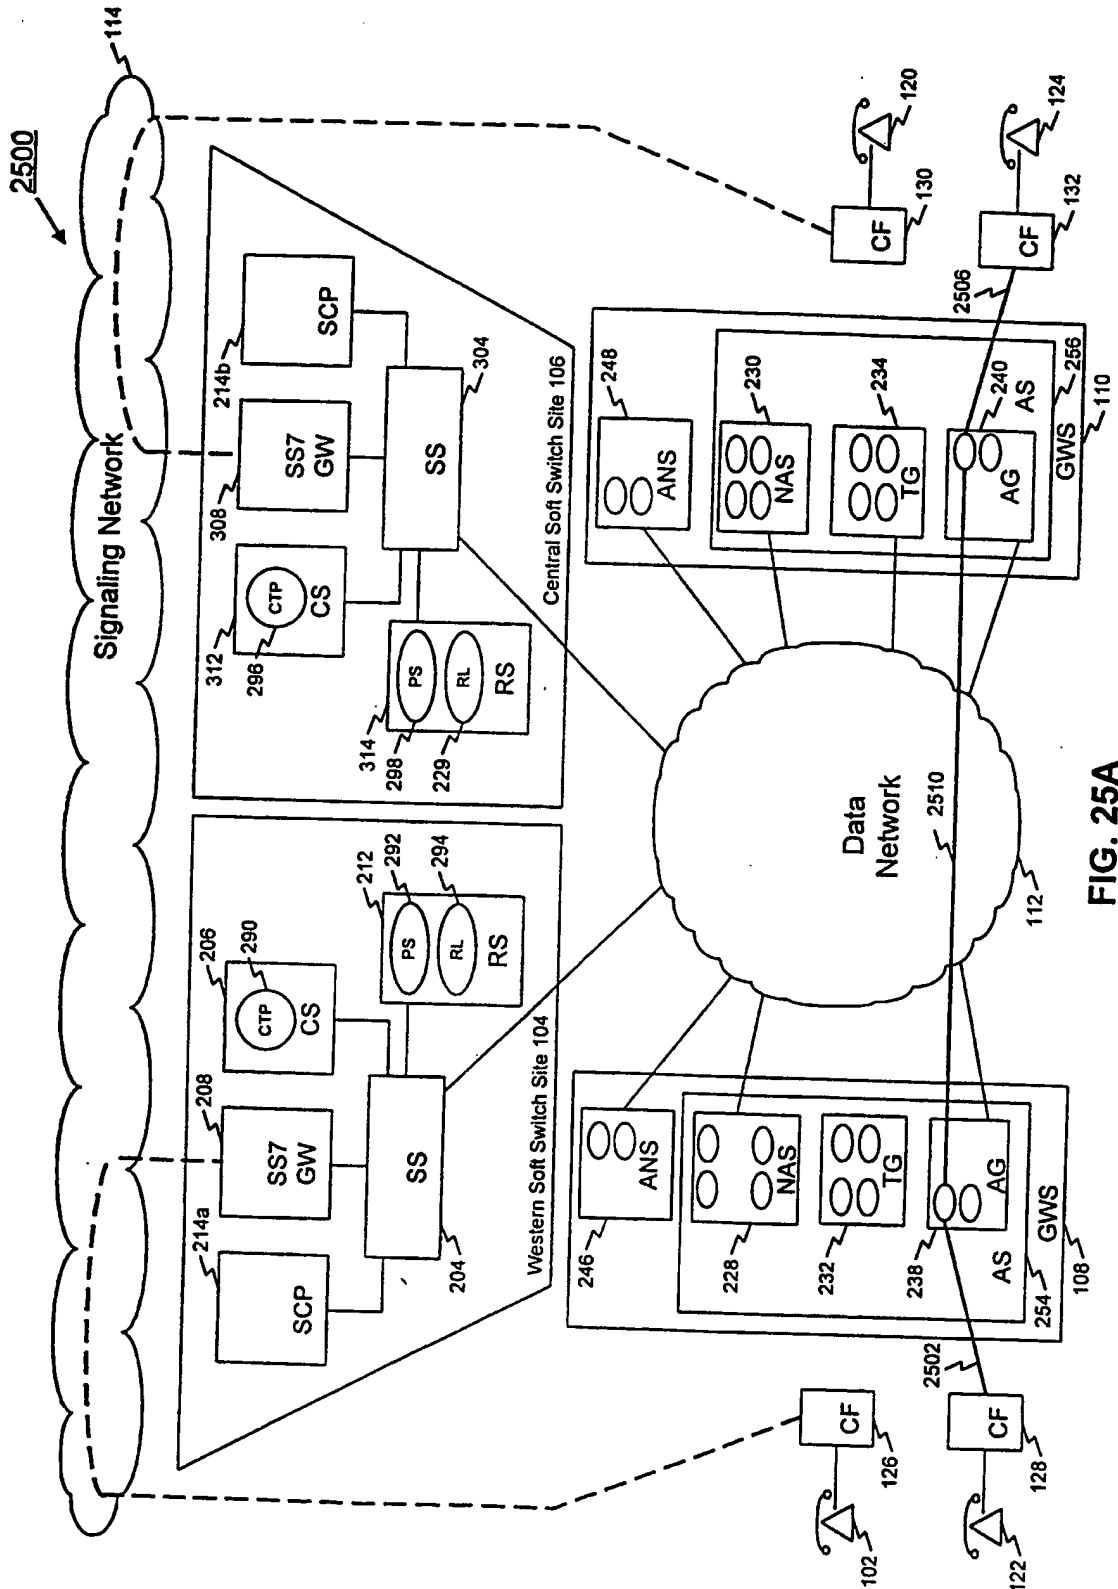 2500
114
Signaling Network
214a
208
206
290
SCP
SS7
GW
CTP
CS
212
292
294
PS
RL
RS
SS
204
Western Soft Switch Site 104
312
296
308
214b
CTP
CS
SS7
GW
SCP
314
298
229
PS
RL
RS
SS
304
Central Soft Switch Site 106
246
ANS
228
NAS
232
TG
238
AG
AS
254
GWS
108
Data
Network
112
2510
248
ANS
230
NAS
234
TG
240
AG
AS
256
GWS
110
102
CF
126
122
CF
128
2502
CF
130
120
CF
132
124
2506
FIG. 25A